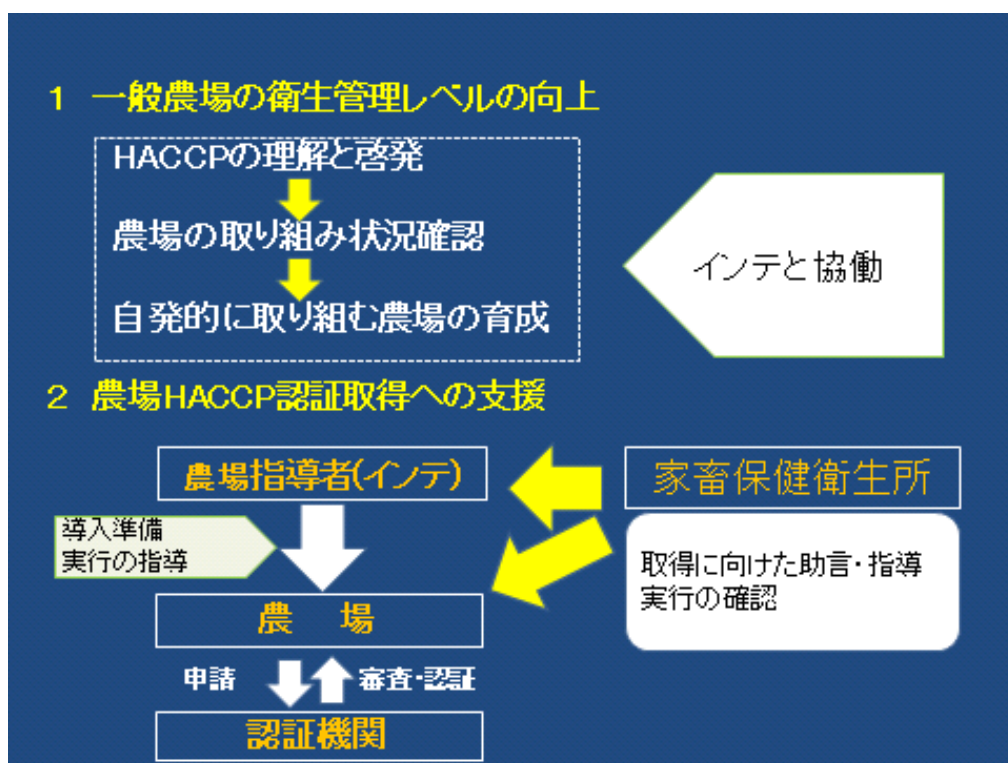 1 一般農場の衛生管理レベルの向上
HACCPの理解と啓発
農場の取り組み状況確認
自発的に取り組む農場の育成
インテと協働
2 農場HACCP認証取得への支援
農場指導者(インテ)
家畜保健衛生所
導入準備
実行の指導
取得に向けた助言・指導
実行の確認
農 場
申請
審査・認証
認証機関